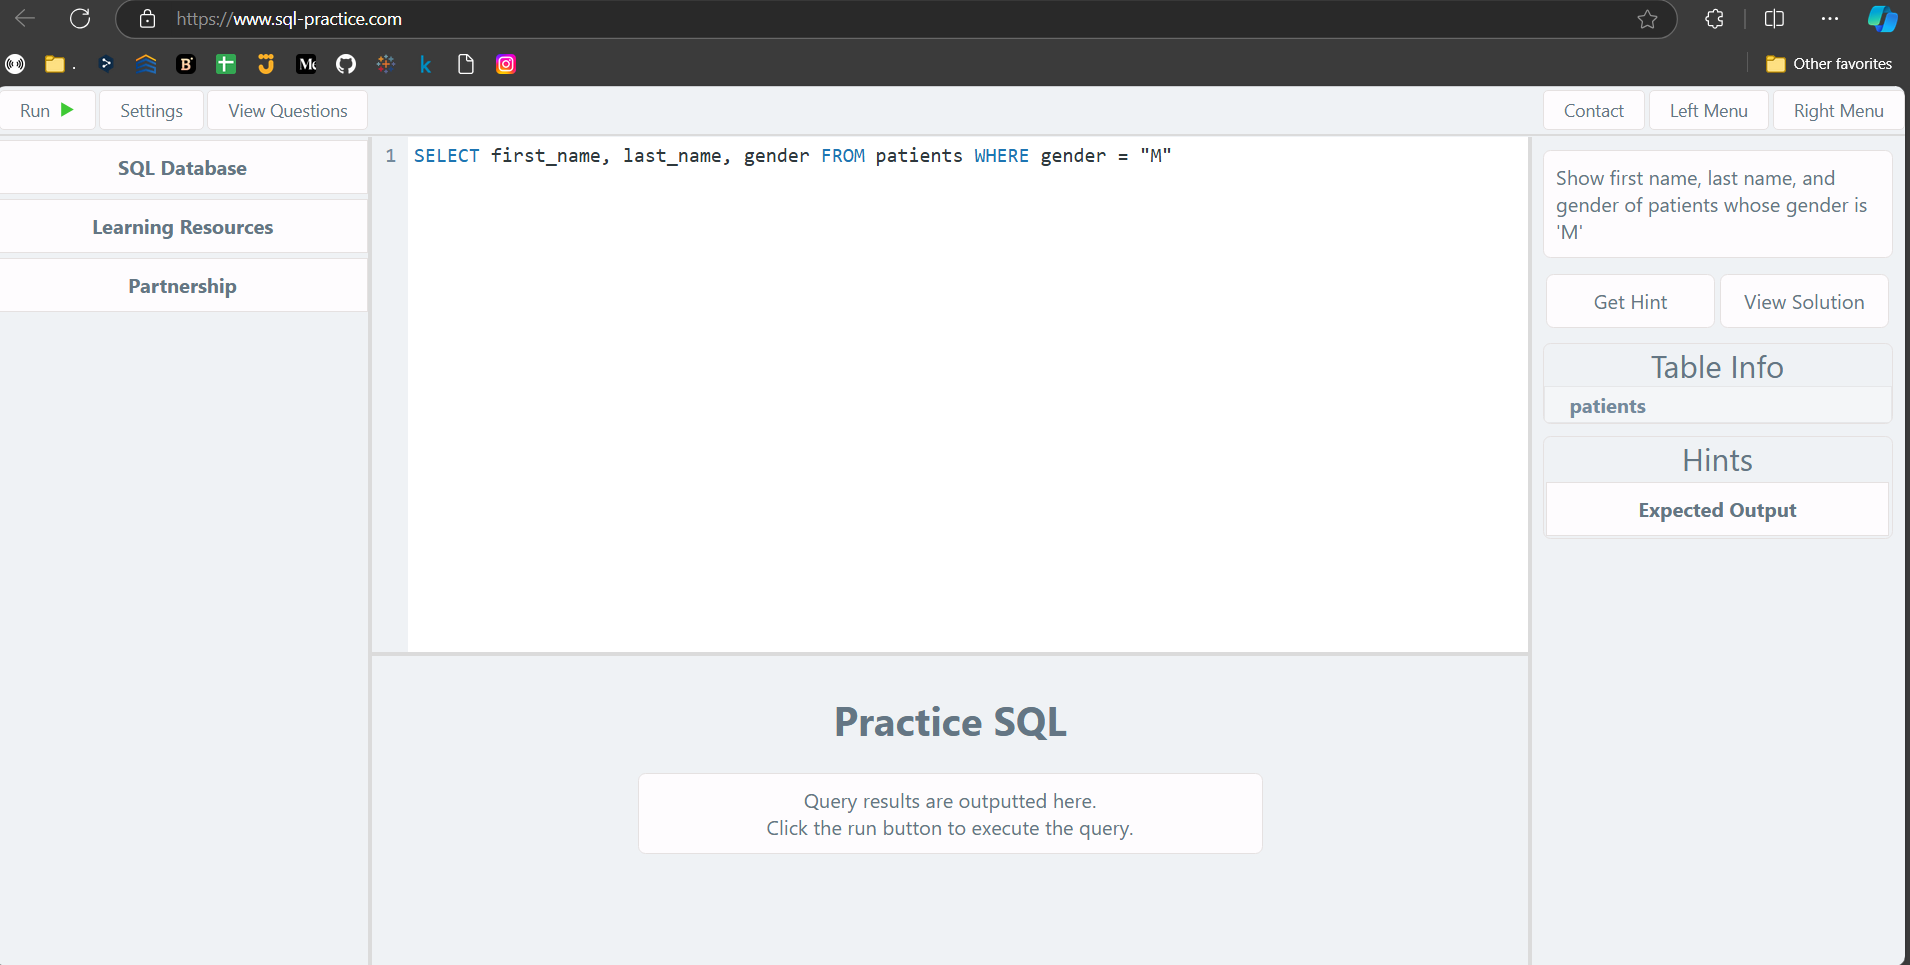 https://www.sql-practice.com
.
Other favorites
Run
Settings
View Questions
Contact
Left Menu
Right Menu
SQL Database
Learning Resources
Partnership
1 SELECT first_name, last_name, gender FROM patients WHERE gender = "M"
Show first name, last name, and
gender of patients whose gender is
'M'
Get Hint
View Solution
Table Info
patients
Hints
Expected Output
Practice SQL
Query results are outputted here.
Click the run button to execute the query.